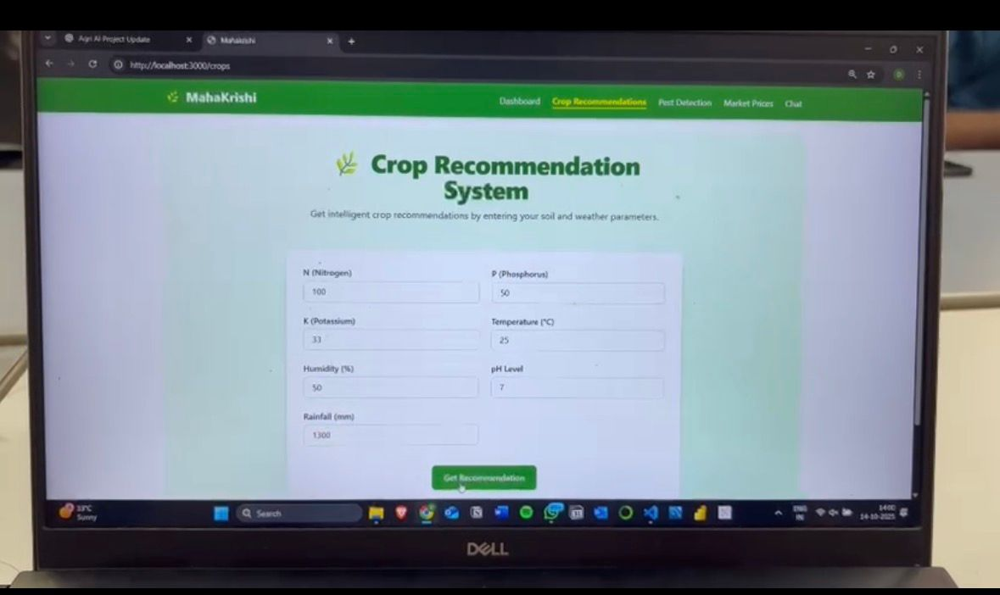 Agri AI Project Update
Mahakrishi
http://localhost:3000/crops
MahaKrishi
Dashboard
Crop Recommendations
Pest Detection
Market Prices
Chat
Crop Recommendation
System
Get intelligent crop recommendations by entering your soil and weather parameters.
N (Nitrogen)
P (Phosphorus)
100
50
K (Potassium)
Temperature (°C)
33
25
Humidity (%)
pH Level
50
7
Rainfall (mm)
1300
Get Recommendation
33°C
Sunny
Search
ENG
IN
14:00
14-10-2025
DELL